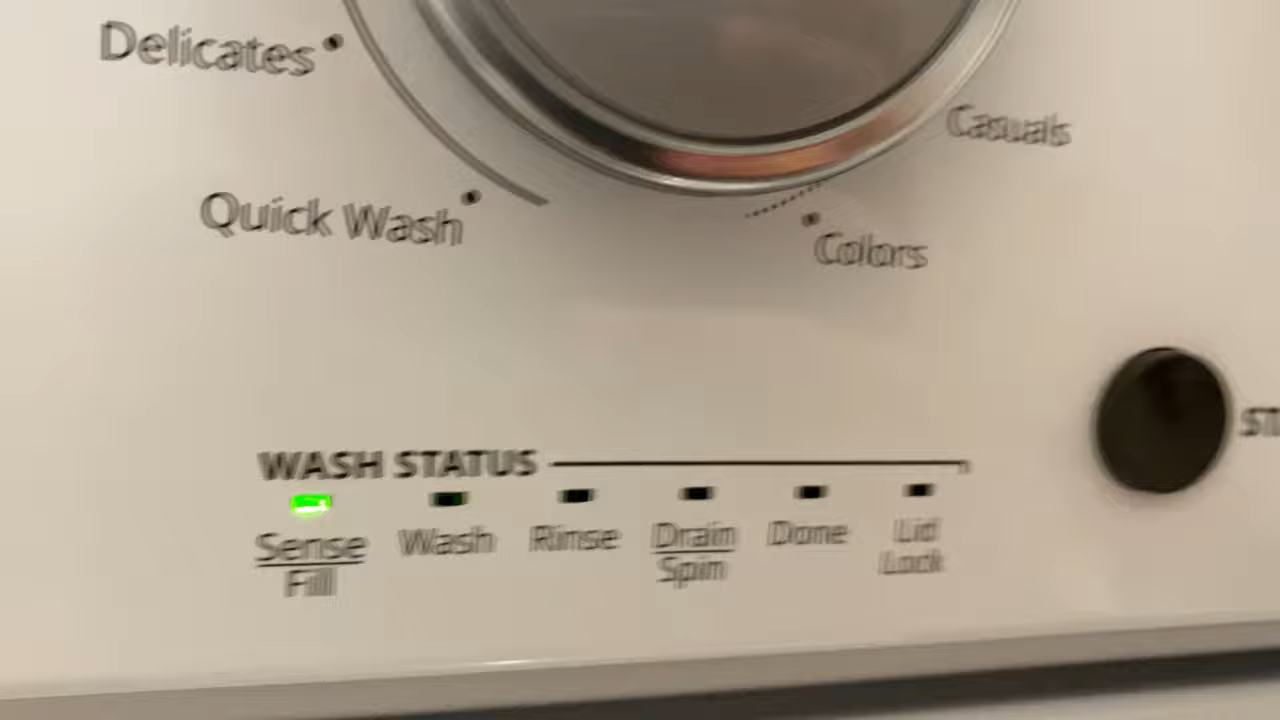 Delicates
Casuals
Quick Wash
Colors
WASH STATUS
Sense Wash Rinse Drain Done Lid
Fill Spin Lock